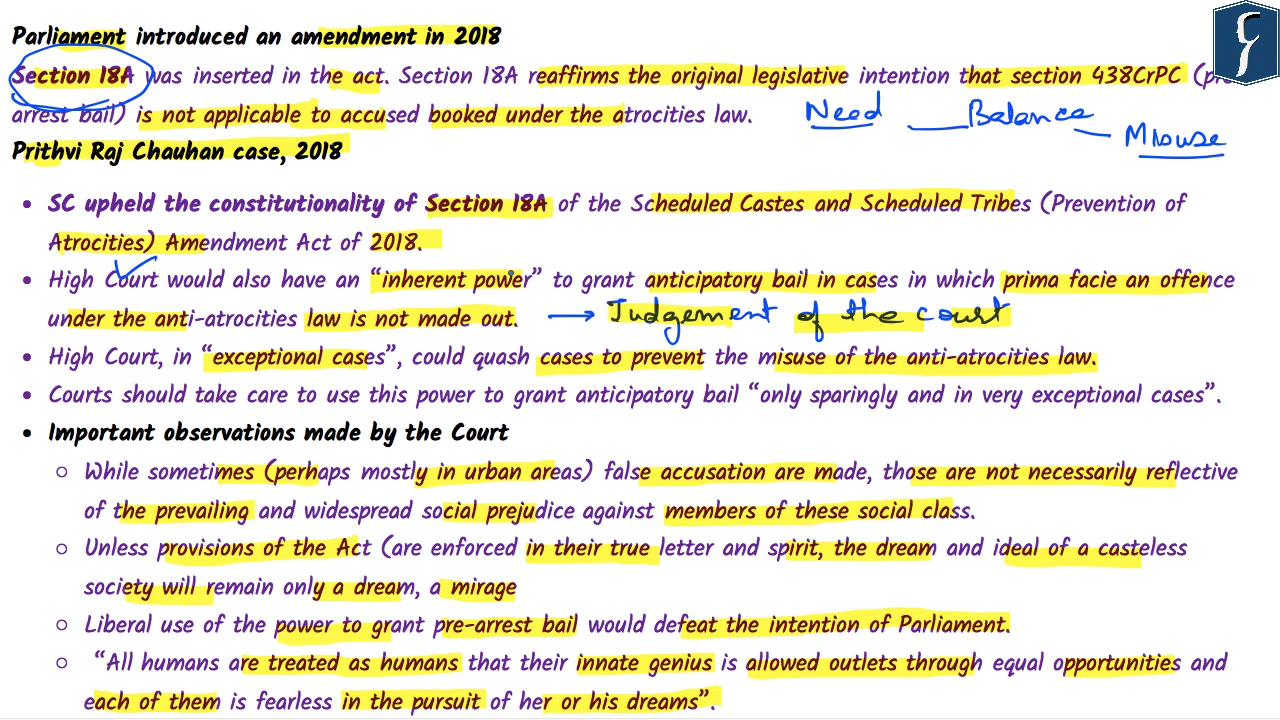 Parliament introduced an amendment in 2018
Section 18A was inserted in the act. Section 18A reaffirms the original legislative intention that section 438CrPC (pre
arrest bail) is not applicable to accused booked under the atrocities law.
Need Balance Misuse
Prithvi Raj Chauhan case, 2018
• SC upheld the constitutionality of Section 18A of the Scheduled Castes and Scheduled Tribes (Prevention of
Atrocities) Amendment Act of 2018.
• High Court would also have an “inherent power” to grant anticipatory bail in cases in which prima facie an offence
under the anti-atrocities law is not made out. → Judgement of the court
• High Court, in “exceptional cases”, could quash cases to prevent the misuse of the anti-atrocities law.
• Courts should take care to use this power to grant anticipatory bail “only sparingly and in very exceptional cases”.
• Important observations made by the Court
○ While sometimes (perhaps mostly in urban areas) false accusation are made, those are not necessarily reflective
of the prevailing and widespread social prejudice against members of these social class.
○ Unless provisions of the Act (are enforced in their true letter and spirit, the dream and ideal of a casteless
society will remain only a dream, a mirage
○ Liberal use of the power to grant pre-arrest bail would defeat the intention of Parliament.
○ “All humans are treated as humans that their innate genius is allowed outlets through equal opportunities and
each of them is fearless in the pursuit of her or his dreams”.